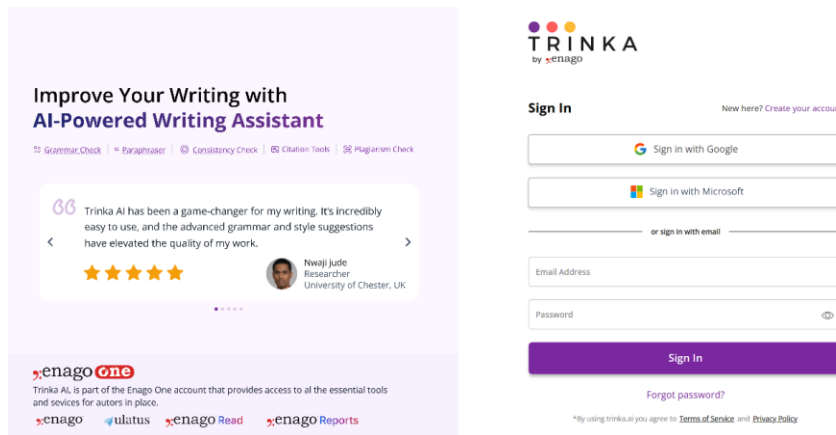 Improve Your Writing with
AI-Powered Writing Assistant
Grammar Check | Paraphraser | Consistency Check | Citation Tools | Plagiarism Check
Trinka AI has been a game-changer for my writing. It's incredibly
easy to use, and the advanced grammar and style suggestions
have elevated the quality of my work.
Nwaji jude
Researcher
University of Chester, UK
enago one
Trinka AI, is part of the Enago One account that provides access to al the essential tools
and sevices for autors in place.
enago ulatus enago Read enago Reports
TRINKA
by enago
Sign In
New here? Create your accou
Sign in with Google
Sign in with Microsoft
or sign in with email
Email Address
Password
Sign In
Forgot password?
*By using trinka.ai you agree to Terms of Service and Privacy Policy